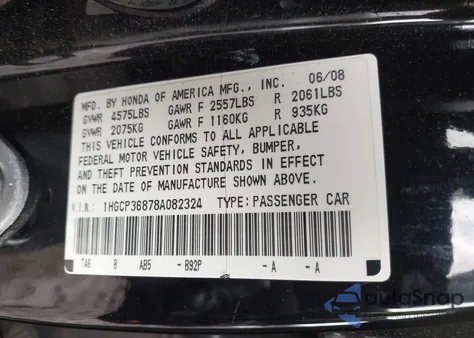 MFD. BY HONDA OF AMERICA MFG., INC. 06/08
GVWR 4575LBS GAWR F 2557LBS R 2061LBS
GVWR 2075KG GAWR F 1160KG R 935KG
THIS VEHICLE CONFORMS TO ALL APPLICABLE
FEDERAL MOTOR VEHICLE SAFETY, BUMPER,
AND THEFT PREVENTION STANDARDS IN EFFECT
ON THE DATE OF MANUFACTURE SHOWN ABOVE.
V.I.N.: 1HGCP36878A082324 TYPE: PASSENGER CAR
TA6 8 AB5 -B92P -A -A
autoSnap